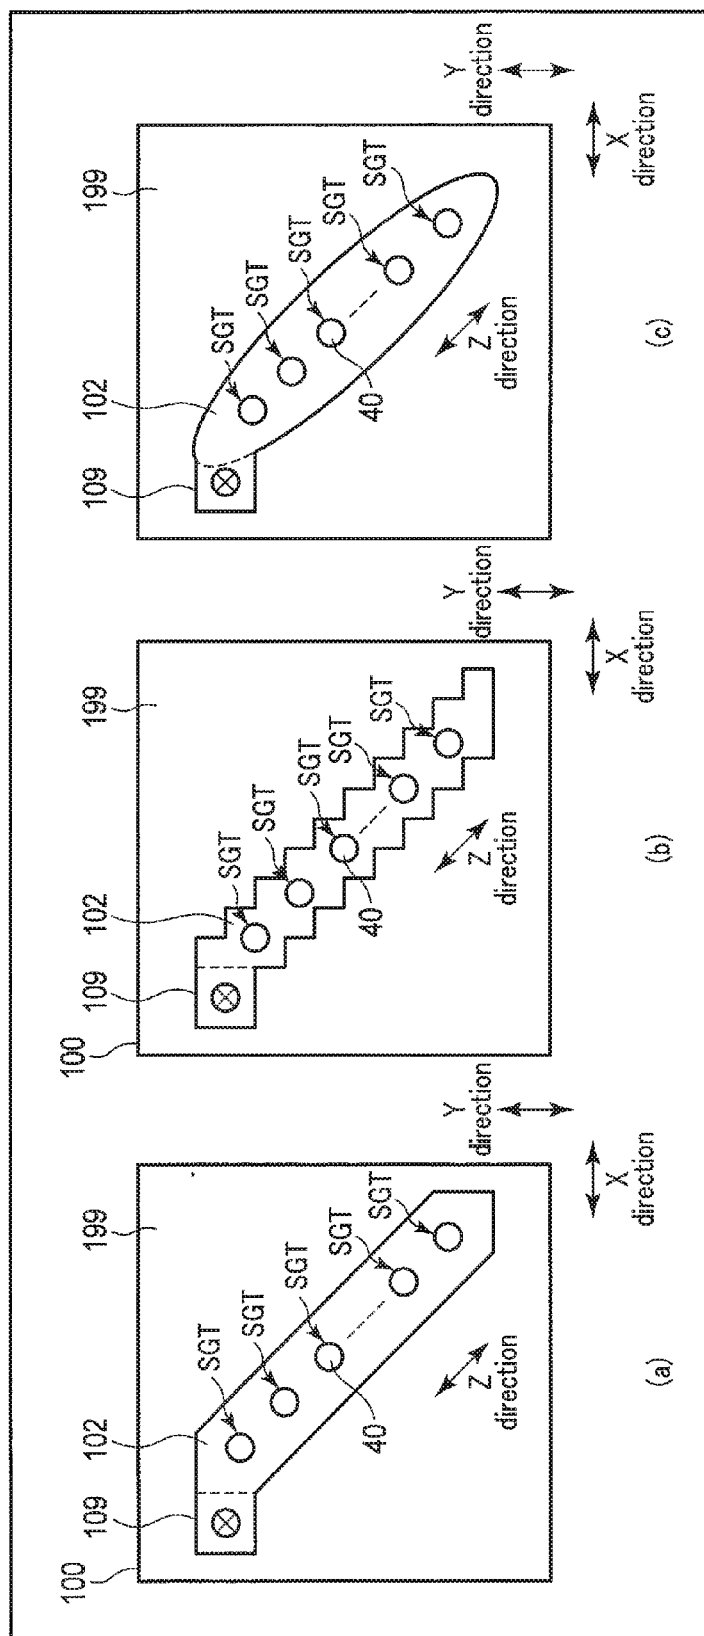 100
109
102
199
SGT
SGT
SGT
SGT
SGT
40
Z
direction
Y
direction
X
direction
(a)
100
109
102
199
SGT
SGT
SGT
SGT
SGT
40
Z
direction
Y
direction
X
direction
(b)
109
102
199
SGT
SGT
SGT
SGT
SGT
40
Z
direction
Y
direction
X
direction
(c)